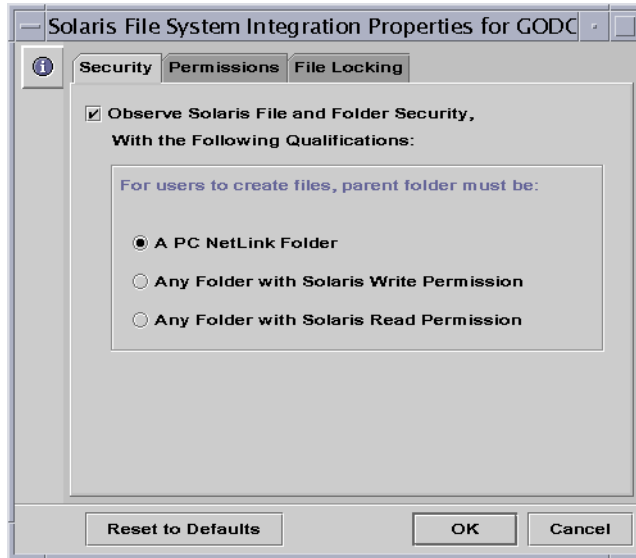 Solaris File System Integration Properties for GODC
Security Permissions File Locking
Observe Solaris File and Folder Security,
With the Following Qualifications:
For users to create files, parent folder must be:
A PC NetLink Folder
Any Folder with Solaris Write Permission
Any Folder with Solaris Read Permission
Reset to Defaults OK Cancel